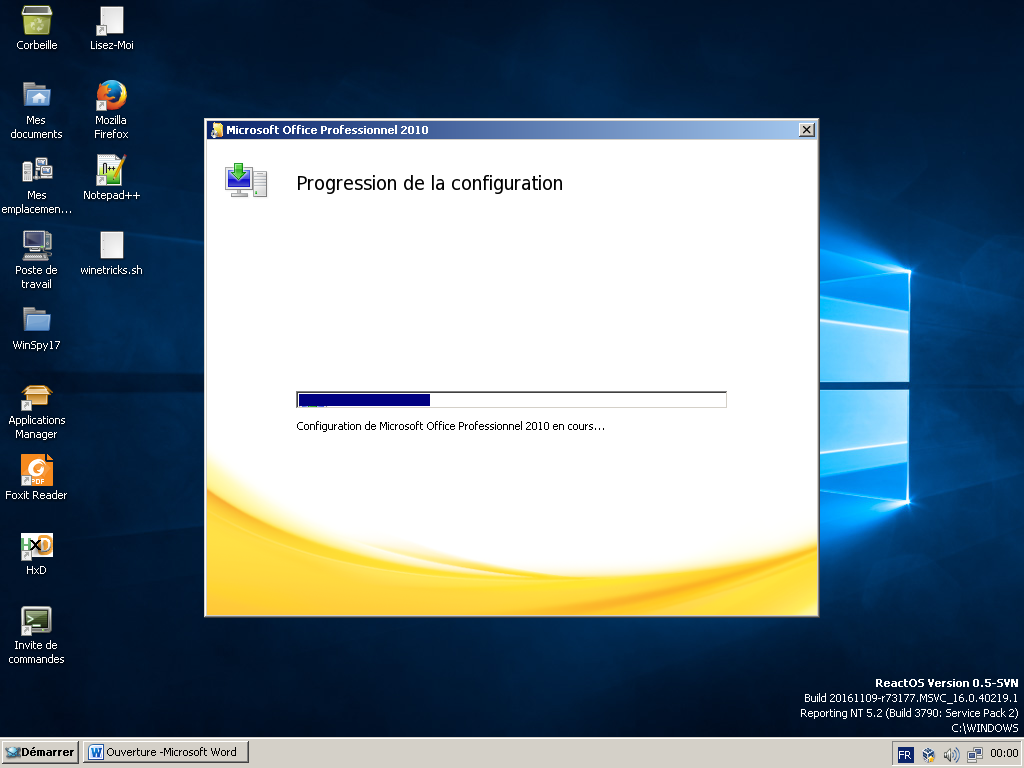 Corbeille
Lisez-Moi
Mes
documents
Mozilla
Firefox
Mes
emplacemen...
Notepad++
Poste de
travail
winetricks.sh
WinSpy17
Applications
Manager
PDF
Foxit Reader
HxD
HxD
Invite de
commandes
Microsoft Office Professionnel 2010
Progression de la configuration
Configuration de Microsoft Office Professionnel 2010 en cours...
ReactOS Version 0.5-SVN
Build 20161109-r73177.MSVC_16.0.40219.1
Reporting NT 5.2 (Build 3790: Service Pack 2)
C:\WINDOWS
Démarrer
W
Ouverture -Microsoft Word
FR
00:00